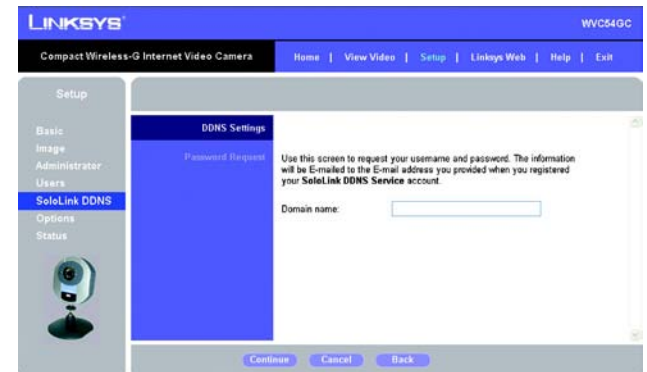 LINKSYS
WVC54GC
Compact Wireless-G Internet Video Camera
Home | View Video | Setup | Linksys Web | Help | Exit
Setup
Basic
Image
Administrator
Users
SoloLink DDNS
Options
Status
DDNS Settings
Password Request
Use this screen to request your username and password. The information
will be E-mailed to the E-mail address you provided when you registered
your SoloLink DDNS Service account.
Domain name:
Continue Cancel Back